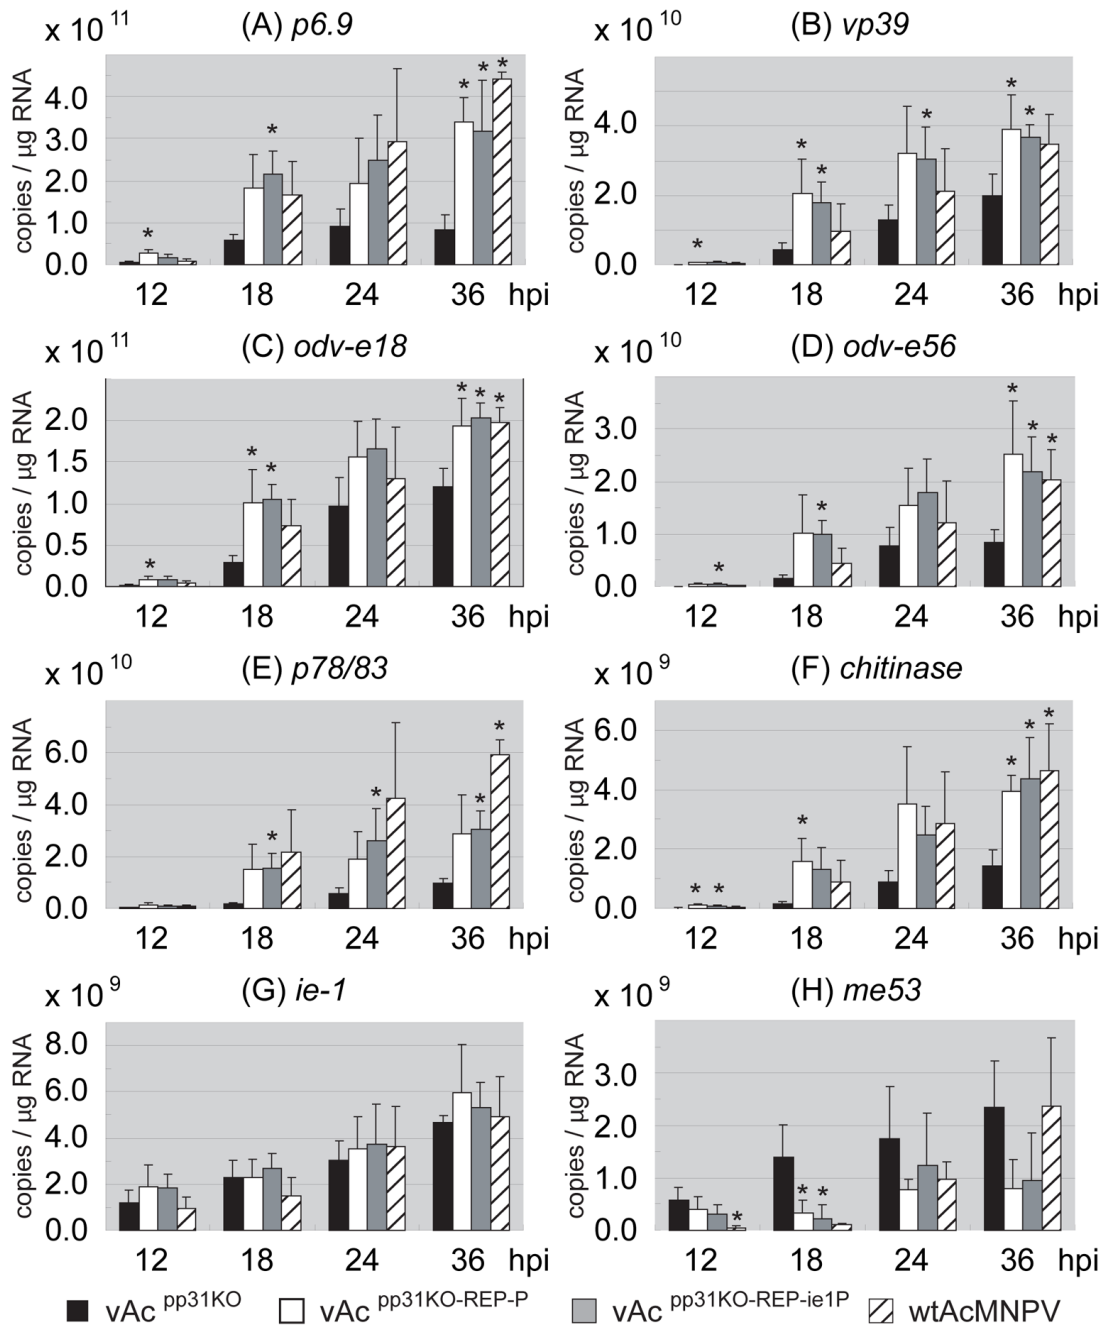 x 10 11 (A) p6.9
copies / µg RNA
4.0
3.0
2.0
1.0
0.0
* * * * *
12 18 24 36 hpi
x 10 10 (B) vp39
copies / µg RNA
4.0
2.0
0.0
* * * * * *
12 18 24 36 hpi
x 10 11 (C) odv-e18
copies / µg RNA
2.0
1.5
1.0
0.5
0.0
* * * * * *
12 18 24 36 hpi
x 10 10 (D) odv-e56
copies / µg RNA
3.0
2.0
1.0
0.0
* * * * *
12 18 24 36 hpi
x 10 10 (E) p78/83
copies / µg RNA
6.0
4.0
2.0
0.0
* * * *
12 18 24 36 hpi
x 10 9 (F) chitinase
copies / µg RNA
6.0
4.0
2.0
0.0
* * * * * *
12 18 24 36 hpi
x 10 9 (G) ie-1
copies / µg RNA
8.0
6.0
4.0
2.0
0.0
12 18 24 36 hpi
x 10 9 (H) me53
copies / µg RNA
3.0
2.0
1.0
0.0
* * *
12 18 24 36 hpi
vAc pp31KO vAc pp31KO-REP-P vAc pp31KO-REP-ie1P wtAcMNPV